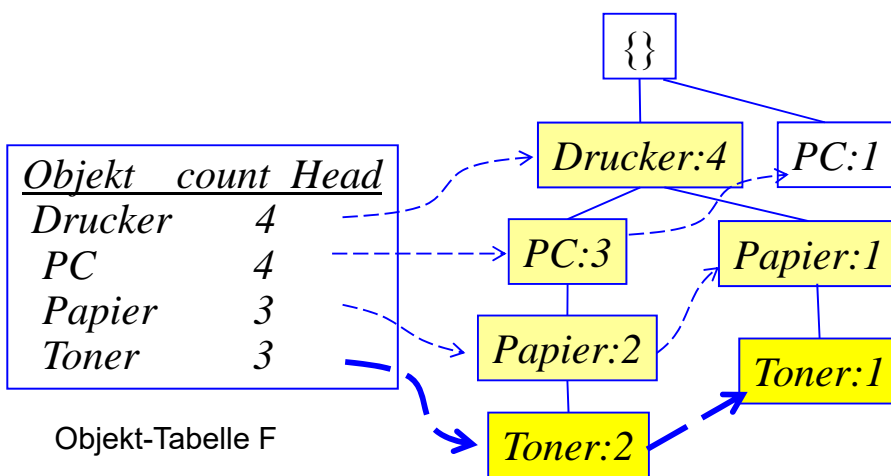 {}
Drucker:4
PC:1
Objekt count Head
Drucker 4
PC 4
Papier 3
Toner 3
PC:3
Papier:1
Papier:2
Toner:1
Toner:2
Objekt-Tabelle F